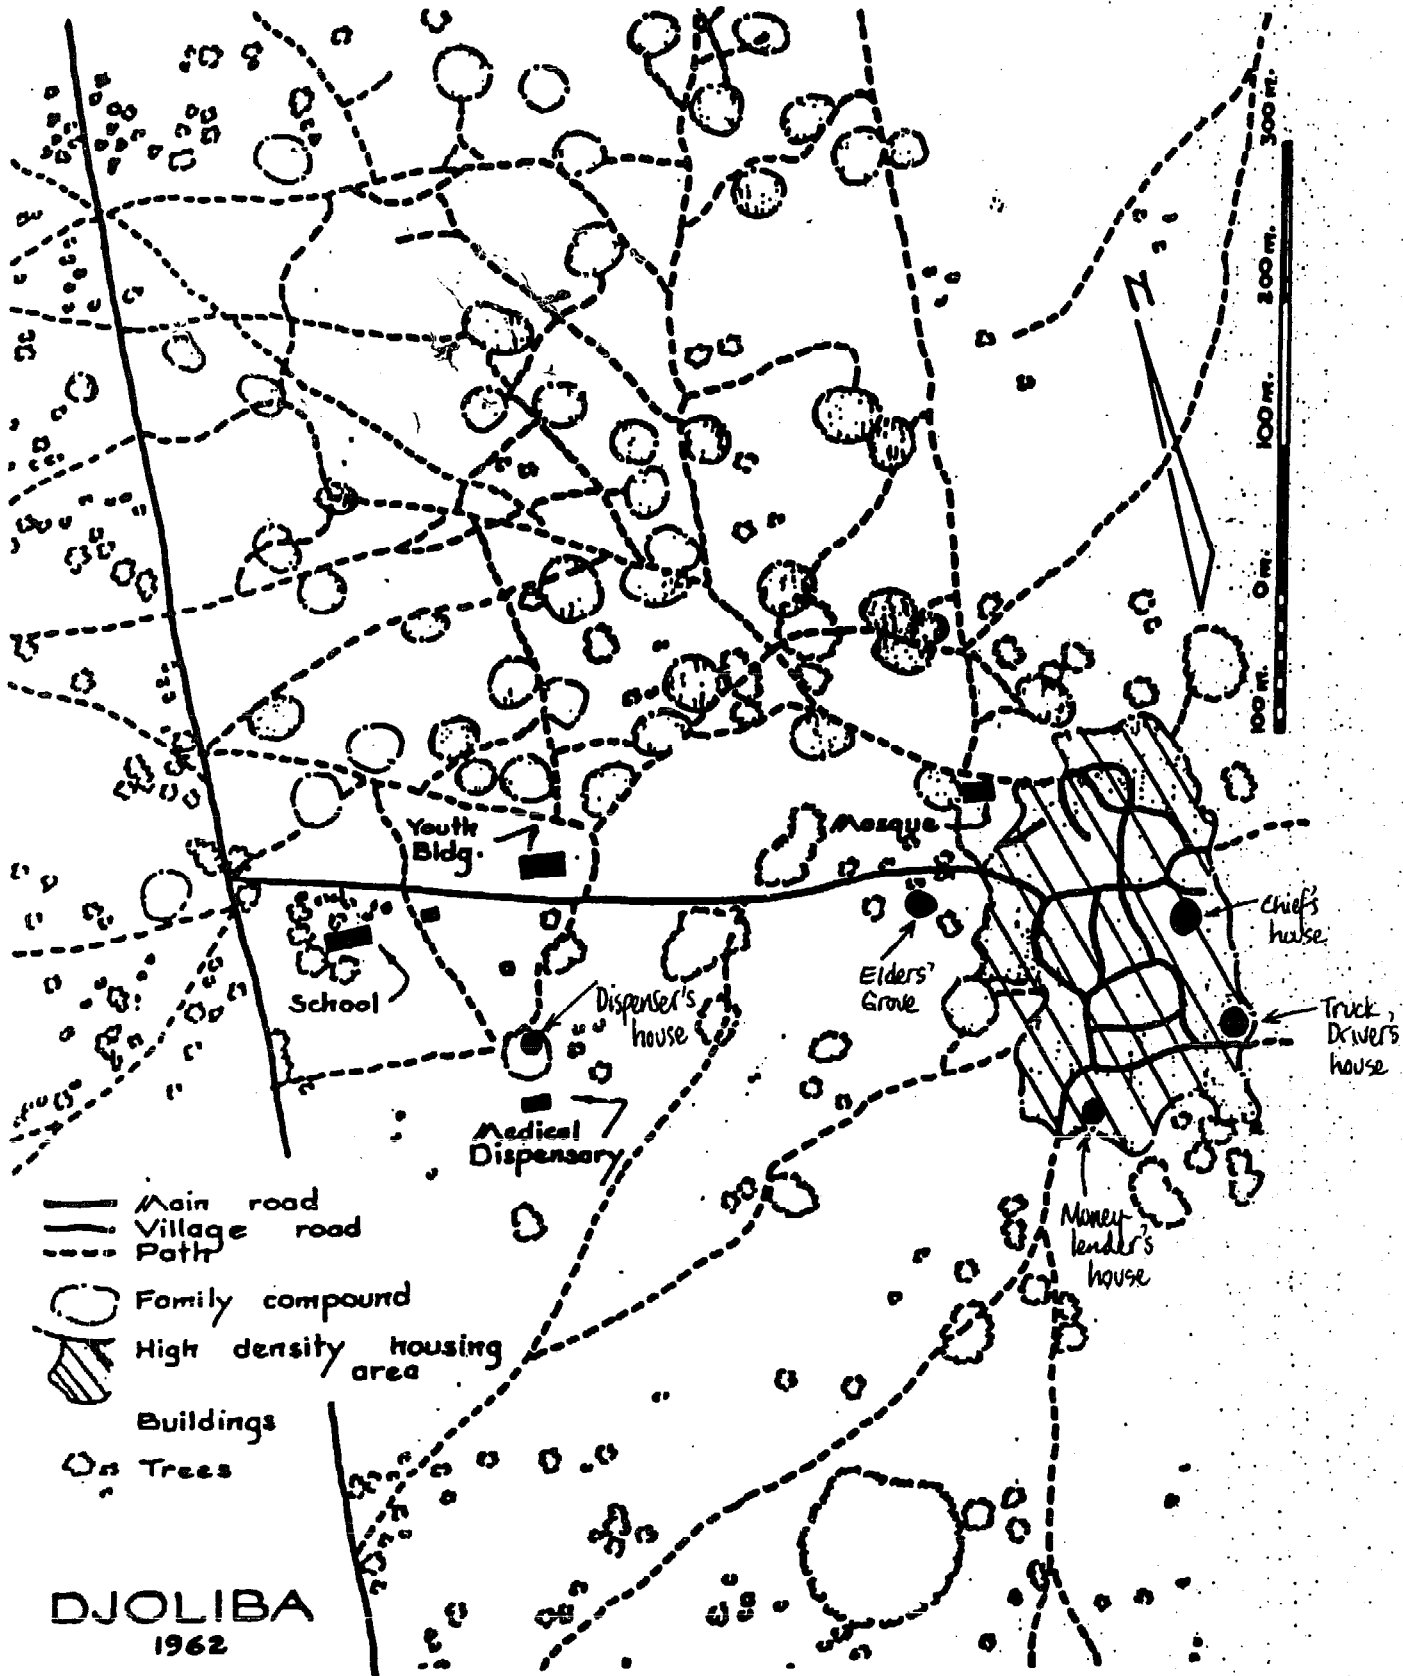 300 m.
200 m.
100 m.
0 m.
100 m.
N
Youth
Bldg.
Mosque
Chief's
house
Elders'
Grove
School
Dispenser's
house
Truck
Drivers
house
Medical
Dispensary
Money-
lender's
house
Main road
Village road
Path
Family compound
High density housing
area
Buildings
Trees
DJOLIBA
1962